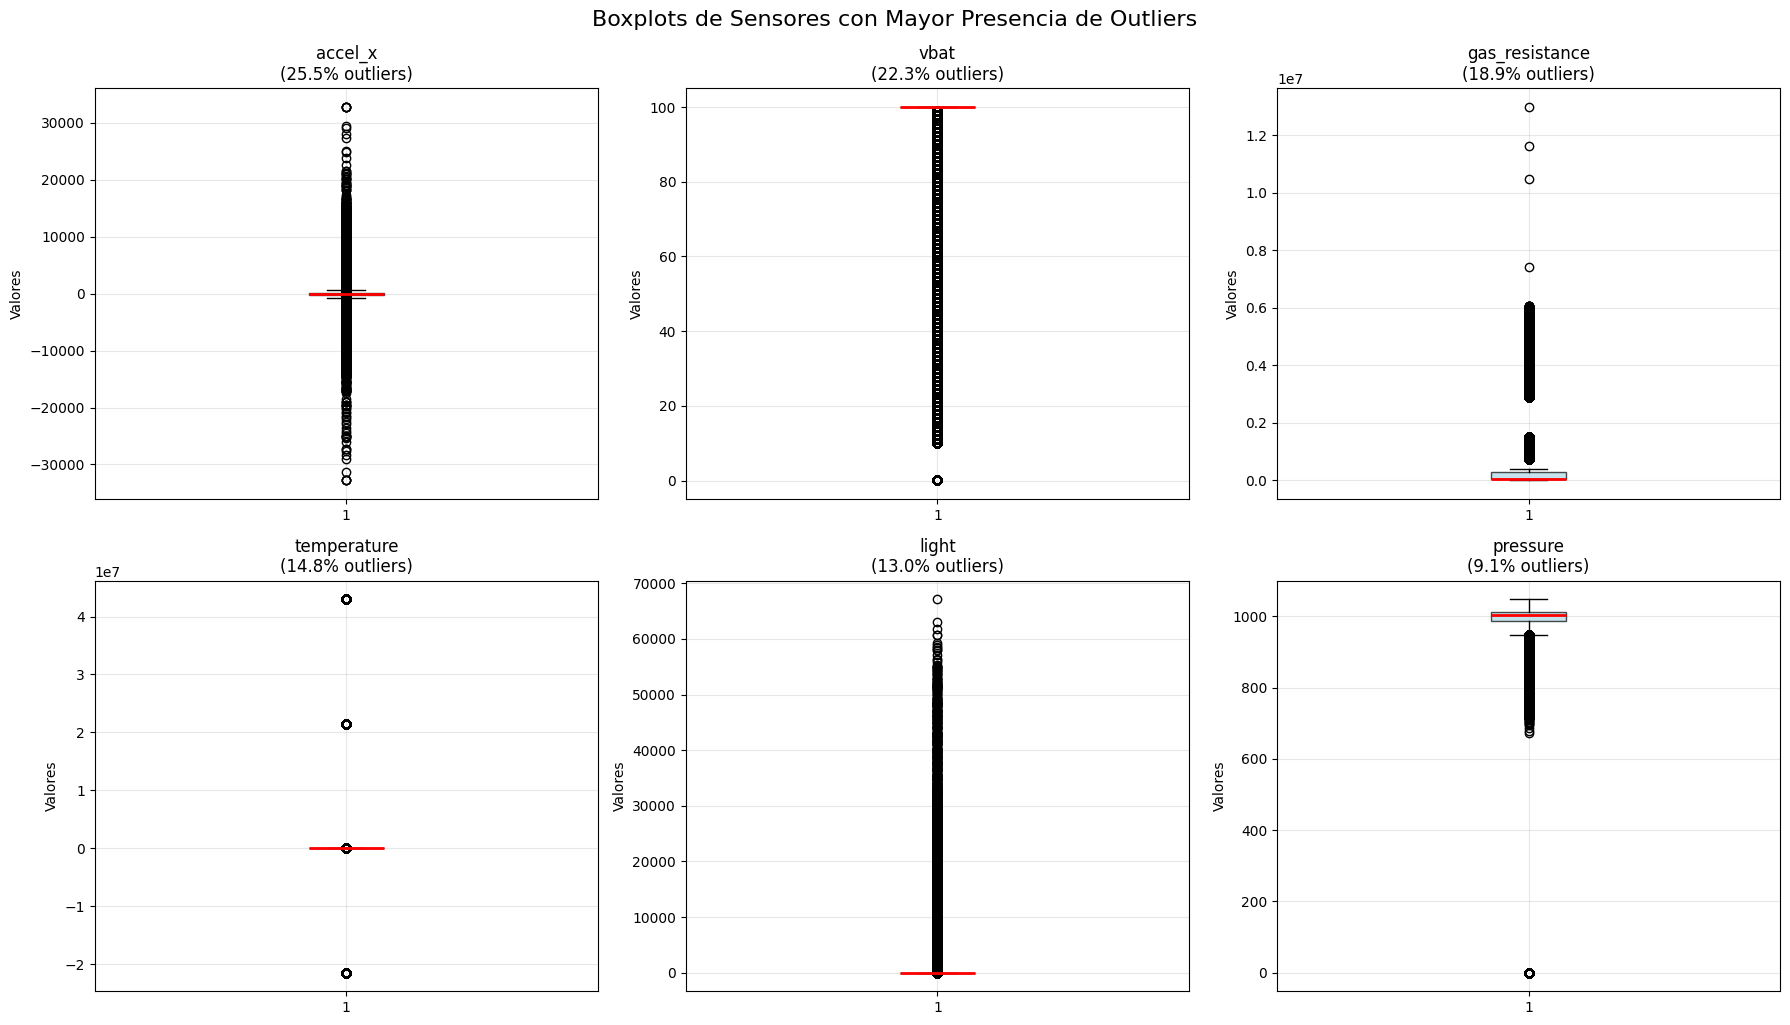 Boxplots de Sensores con Mayor Presencia de Outliers
accel_x
(25.5% outliers)
Valores
30000
20000
10000
0
−10000
−20000
−30000
1
vbat
(22.3% outliers)
Valores
100
80
60
40
20
0
1
gas_resistance
(18.9% outliers)
1e7
Valores
1.2
1.0
0.8
0.6
0.4
0.2
0.0
1
temperature
(14.8% outliers)
1e7
Valores
4
3
2
1
0
−1
−2
1
light
(13.0% outliers)
Valores
70000
60000
50000
40000
30000
20000
10000
0
1
pressure
(9.1% outliers)
Valores
1000
800
600
400
200
0
1